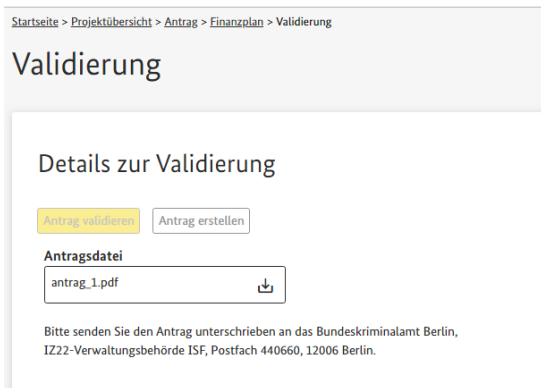 Startseite > Projektübersicht > Antrag > Finanzplan > Validierung
Validierung
Details zur Validierung
Antrag validieren Antrag erstellen
Antragsdatei
antrag_1.pdf
Bitte senden Sie den Antrag unterschrieben an das Bundeskriminalamt Berlin,
IZ22-Verwaltungsbehörde ISF, Postfach 440660, 12006 Berlin.